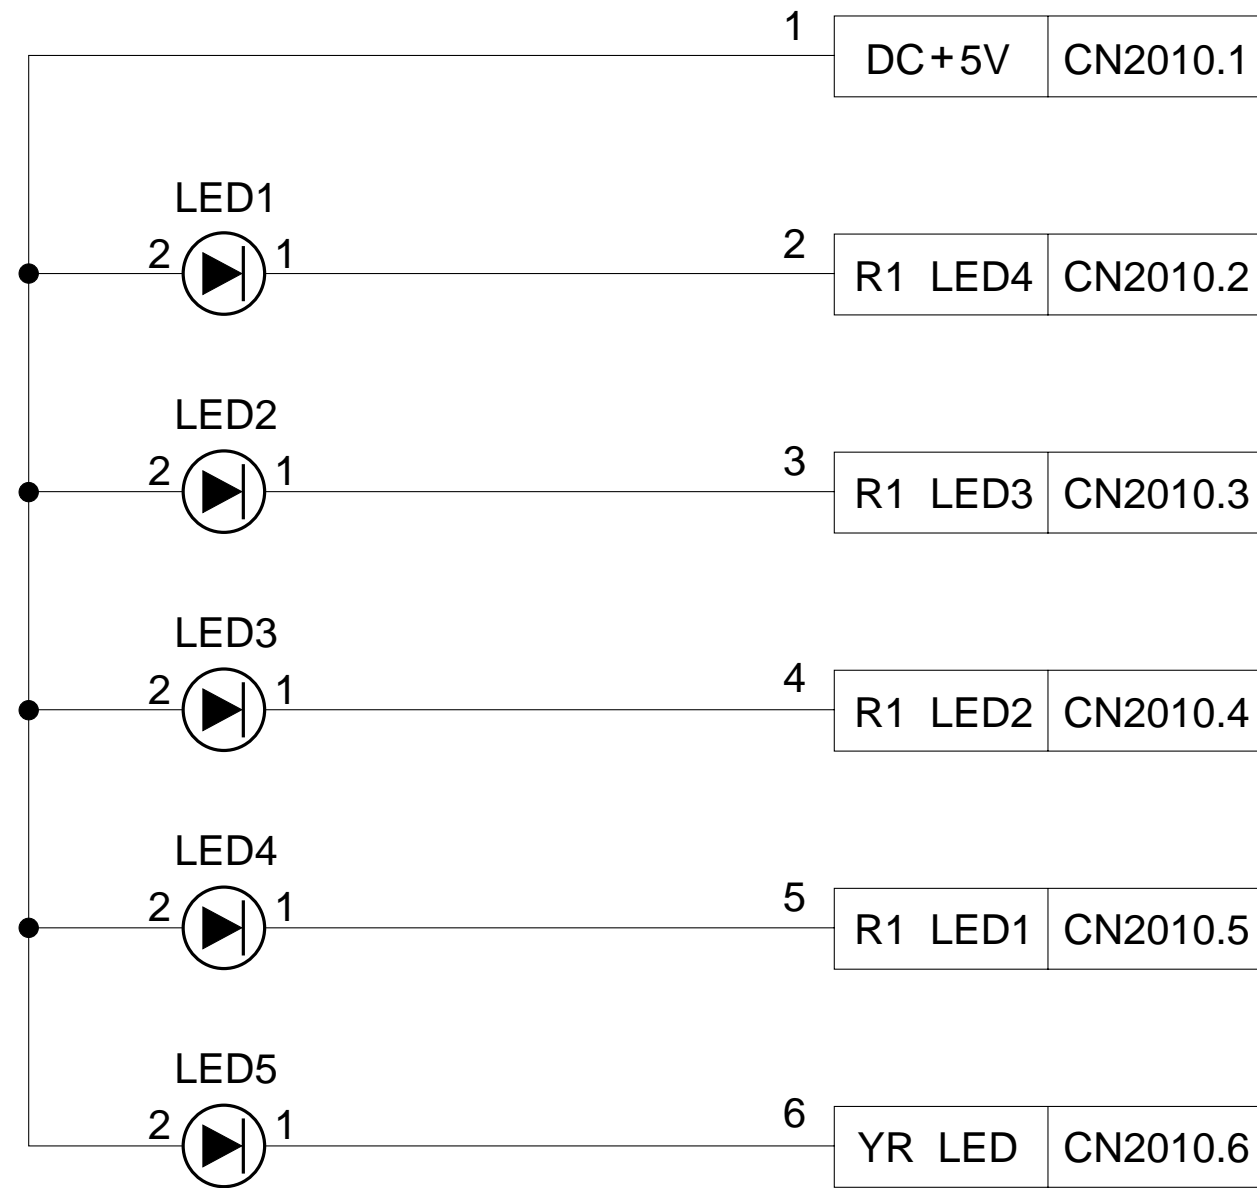 1 DC+5V CN2010.1
LED1
2 1 2 R1 LED4 CN2010.2
LED2
2 1 3 R1 LED3 CN2010.3
LED3
2 1 4 R1 LED2 CN2010.4
LED4
2 1 5 R1 LED1 CN2010.5
LED5
2 1 6 YR LED CN2010.6